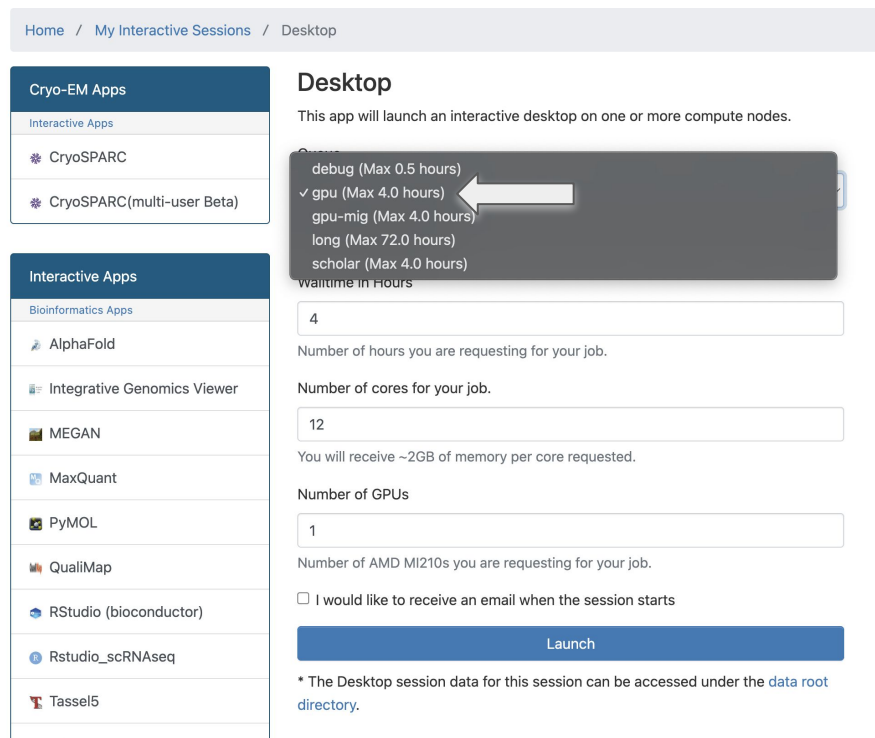 Home / My Interactive Sessions / Desktop
Cryo-EM Apps
Interactive Apps
CryoSPARC
CryoSPARC(multi-user Beta)
Interactive Apps
Bioinformatics Apps
AlphaFold
Integrative Genomics Viewer
MEGAN
MaxQuant
PyMOL
QualiMap
RStudio (bioconductor)
Rstudio_scRNAseq
Tassel5
Desktop
This app will launch an interactive desktop on one or more compute nodes.
Queue
debug (Max 0.5 hours)
✓ gpu (Max 4.0 hours)
gpu-mig (Max 4.0 hours)
long (Max 72.0 hours)
scholar (Max 4.0 hours)
Walltime in Hours
4
Number of hours you are requesting for your job.
Number of cores for your job.
12
You will receive ~2GB of memory per core requested.
Number of GPUs
1
Number of AMD MI210s you are requesting for your job.
I would like to receive an email when the session starts
Launch
* The Desktop session data for this session can be accessed under the data root
directory.